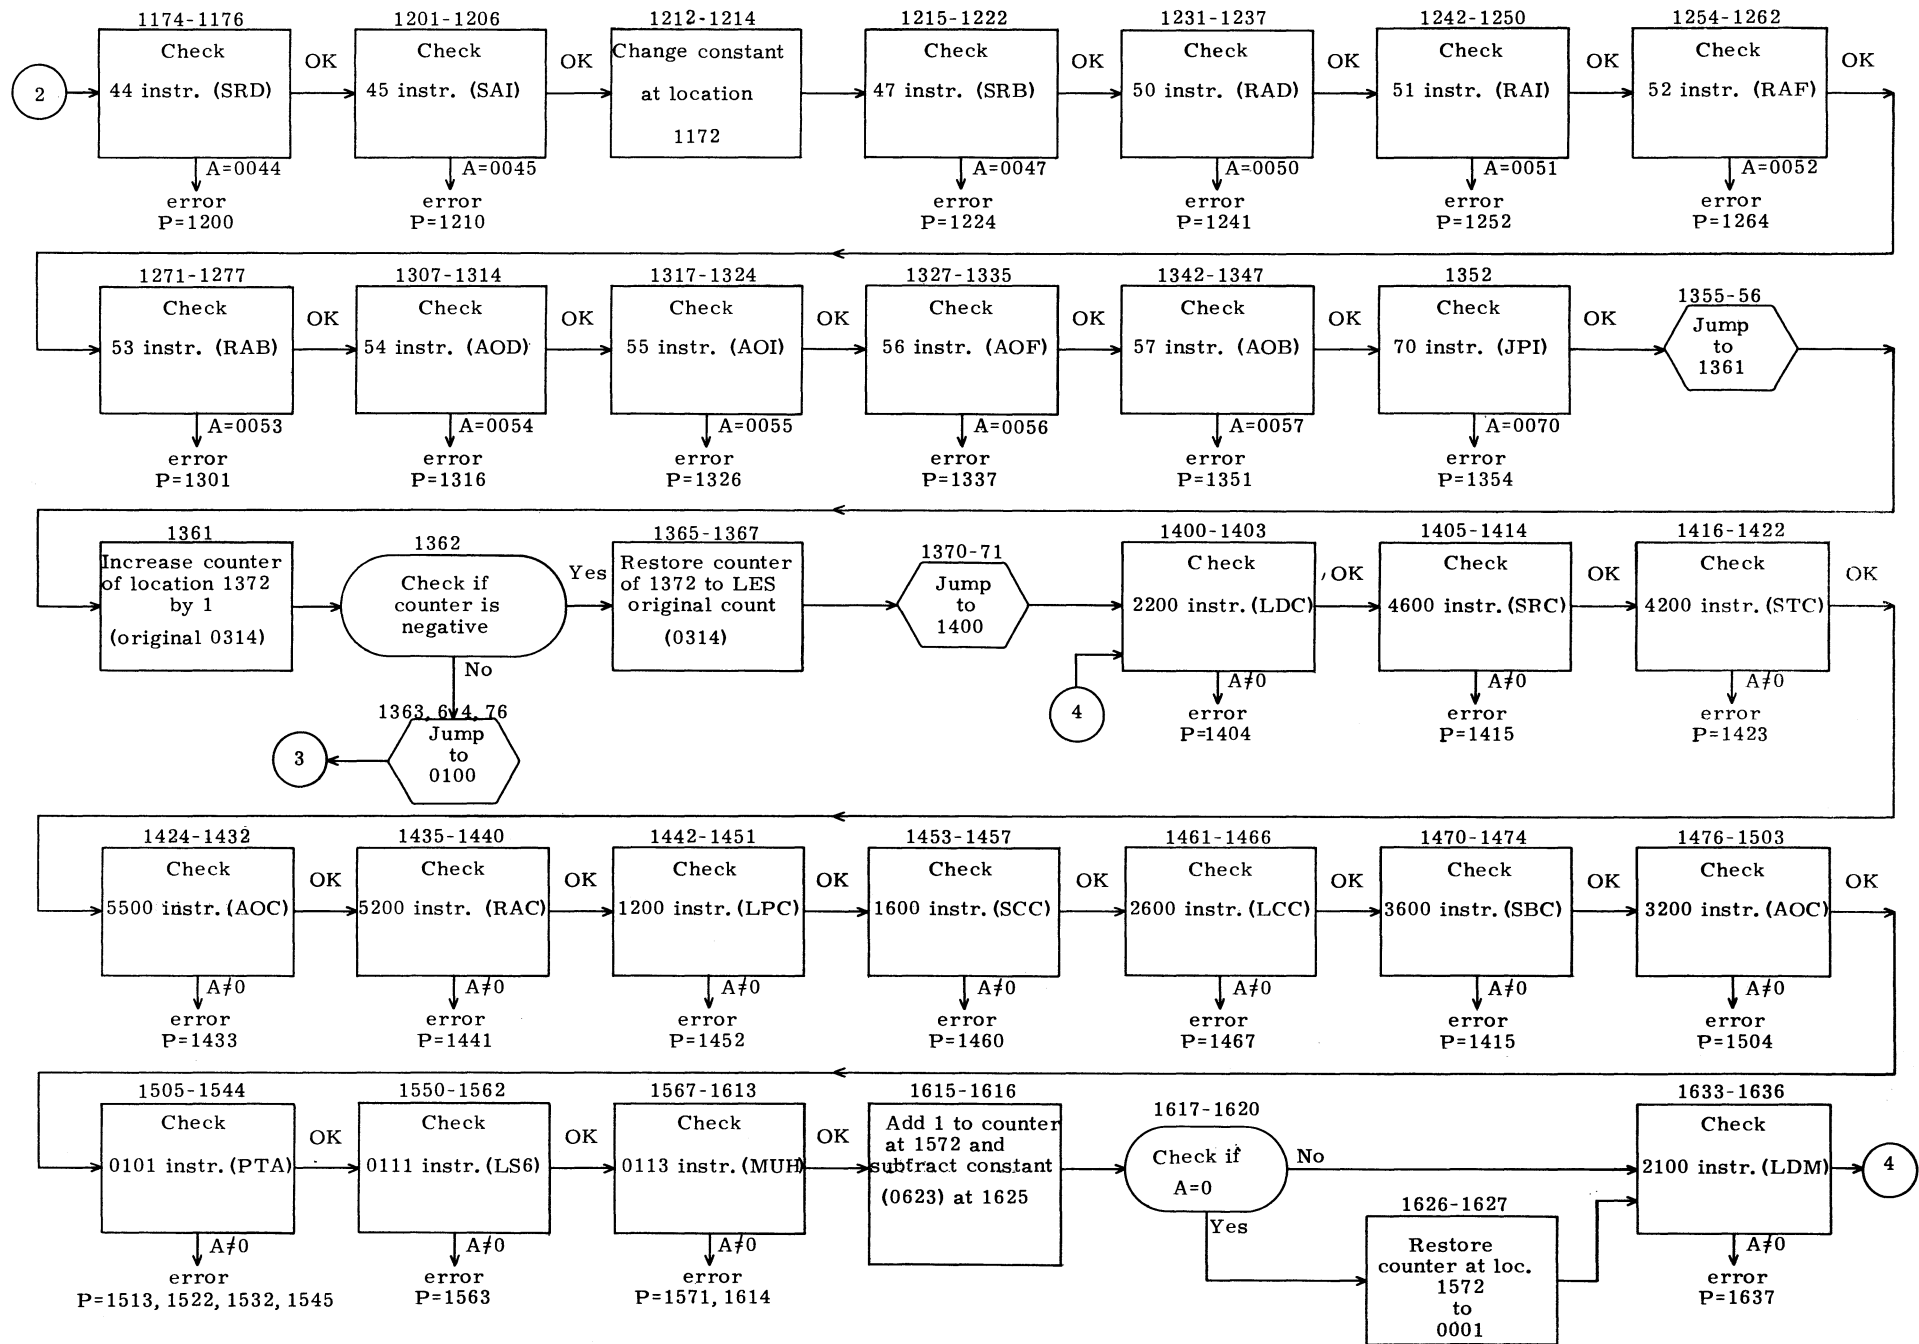 1174-1176
1201-1206
1212-1214
1215-1222
1231-1237
1242-1250
1254-1262
2
Check
44 instr. (SRD)
OK
Check
45 instr. (SAI)
OK
Change constant
at location
1172
Check
47 instr. (SRB)
OK
Check
50 instr. (RAD)
OK
Check
51 instr. (RAI)
OK
Check
52 instr. (RAF)
OK
A=0044
error
P=1200
A=0045
error
P=1210
A=0047
error
P=1224
A=0050
error
P=1241
A=0051
error
P=1252
A=0052
error
P=1264
1271-1277
1307-1314
1317-1324
1327-1335
1342-1347
1352
1355-56
Check
53 instr. (RAB)
OK
Check
54 instr. (AOD)
OK
Check
55 instr. (AOI)
OK
Check
56 instr. (AOF)
OK
Check
57 instr. (AOB)
OK
Check
70 instr. (JPI)
OK
Jump
to
1361
A=0053
error
P=1301
A=0054
error
P=1316
A=0055
error
P=1326
A=0056
error
P=1337
A=0057
error
P=1351
A=0070
error
P=1354
1361
Increase counter
of location 1372
by 1
(original 0314)
1362
Check if
counter is
negative
Yes
No
1365-1367
Restore counter
of 1372 to LES
original count
(0314)
1370-71
Jump
to
1400
1400-1403
Check
2200 instr. (LDC)
OK
1405-1414
Check
4600 instr. (SRC)
OK
1416-1422
Check
4200 instr. (STC)
OK
1363, 64, 76
Jump
to
0100
3
4
A≠0
error
P=1404
A≠0
error
P=1415
A≠0
error
P=1423
1424-1432
1435-1440
1442-1451
1453-1457
1461-1466
1470-1474
1476-1503
Check
5500 instr. (AOC)
OK
Check
5200 instr. (RAC)
OK
Check
1200 instr. (LPC)
OK
Check
1600 instr. (SCC)
OK
Check
2600 instr. (LCC)
OK
Check
3600 instr. (SBC)
OK
Check
3200 instr. (AOC)
OK
A≠0
error
P=1433
A≠0
error
P=1441
A≠0
error
P=1452
A≠0
error
P=1460
A≠0
error
P=1467
A≠0
error
P=1415
A≠0
error
P=1504
1505-1544
Check
0101 instr. (PTA)
OK
1550-1562
Check
0111 instr. (LS6)
OK
1567-1613
Check
0113 instr. (MUH)
OK
1615-1616
Add 1 to counter
at 1572 and
subtract constant
(0623) at 1625
1617-1620
Check if
A=0
No
Yes
1633-1636
Check
2100 instr. (LDM)
4
1626-1627
Restore
counter at loc.
1572
to
0001
A≠0
error
P=1513, 1522, 1532, 1545
A≠0
error
P=1563
A≠0
error
P=1571, 1614
A≠0
error
P=1637